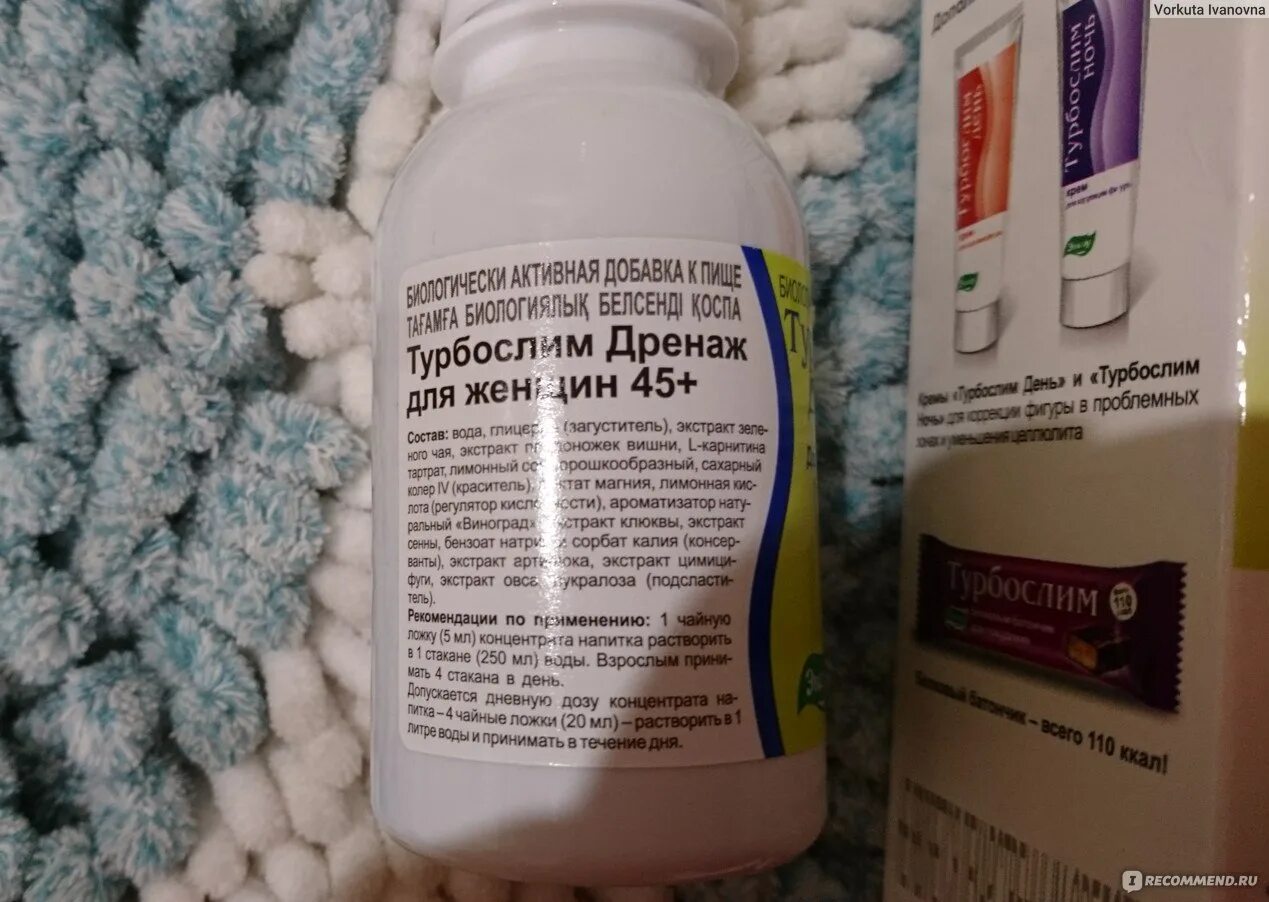 Vorkuta Ivanovna
БИОЛОГИЧЕСКИ АКТИВНАЯ ДОБАВКА К ПИЩЕ
ТАҒАМҒА БИОЛОГИЯЛЫҚ БЕЛСЕНДІ ҚОСПА
Турбослим Дренаж
для женщин 45+
Состав: вода, (загуститель), экстракт зеле-
ного чая, экстракт вишни, L-карнитина
тартрат, лимонный порошкообразный, сахарный
колер IV (краситель), магния, лимонная кис-
лота (регулятор кислотности), ароматизатор нату-
ральный «Виноград», экстракт клюквы, экстракт
сенны, бензоат натрия, сорбат калия (консер-
ванты), экстракт артишока, экстракт цимици-
фуги, экстракт овса, сукралоза (подсласти-
тель).
Рекомендации по применению: 1 чайную
ложку (5 мл) концентрата напитка растворить
в 1 стакане (250 мл) воды. Взрослым прини-
мать 4 стакана в день.
Допускается дневную дозу концентрата на-
питка – 4 чайные ложки (20 мл) – растворить в 1
литре воды и принимать в течение дня.
Турбослим
день
крем
Турбослим
ночь
крем
Эвалар
Кремы «Турбослим День» и «Турбослим
Ночь» для коррекции фигуры в проблемных
зонах и уменьшения целлюлита
Турбослим
110
Белковый батончик – всего 110 ккал!
IRECOMMEND.RU